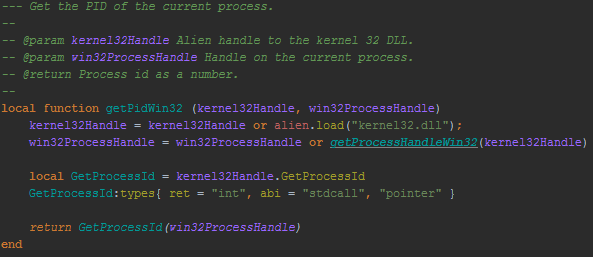 --- Get the PID of the current process.
--
-- @param kernel32Handle Alien handle to the kernel 32 DLL.
-- @param win32ProcessHandle Handle on the current process.
-- @return Process id as a number.
--
local function getPidWin32 (kernel32Handle, win32ProcessHandle)
    kernel32Handle = kernel32Handle or alien.load("kernel32.dll");
    win32ProcessHandle = win32ProcessHandle or getProcessHandleWin32(kernel32Handle)

    local GetProcessId = kernel32Handle.GetProcessId
    GetProcessId:types{ ret = "int", abi = "stdcall", "pointer" }

    return GetProcessId(win32ProcessHandle)
end